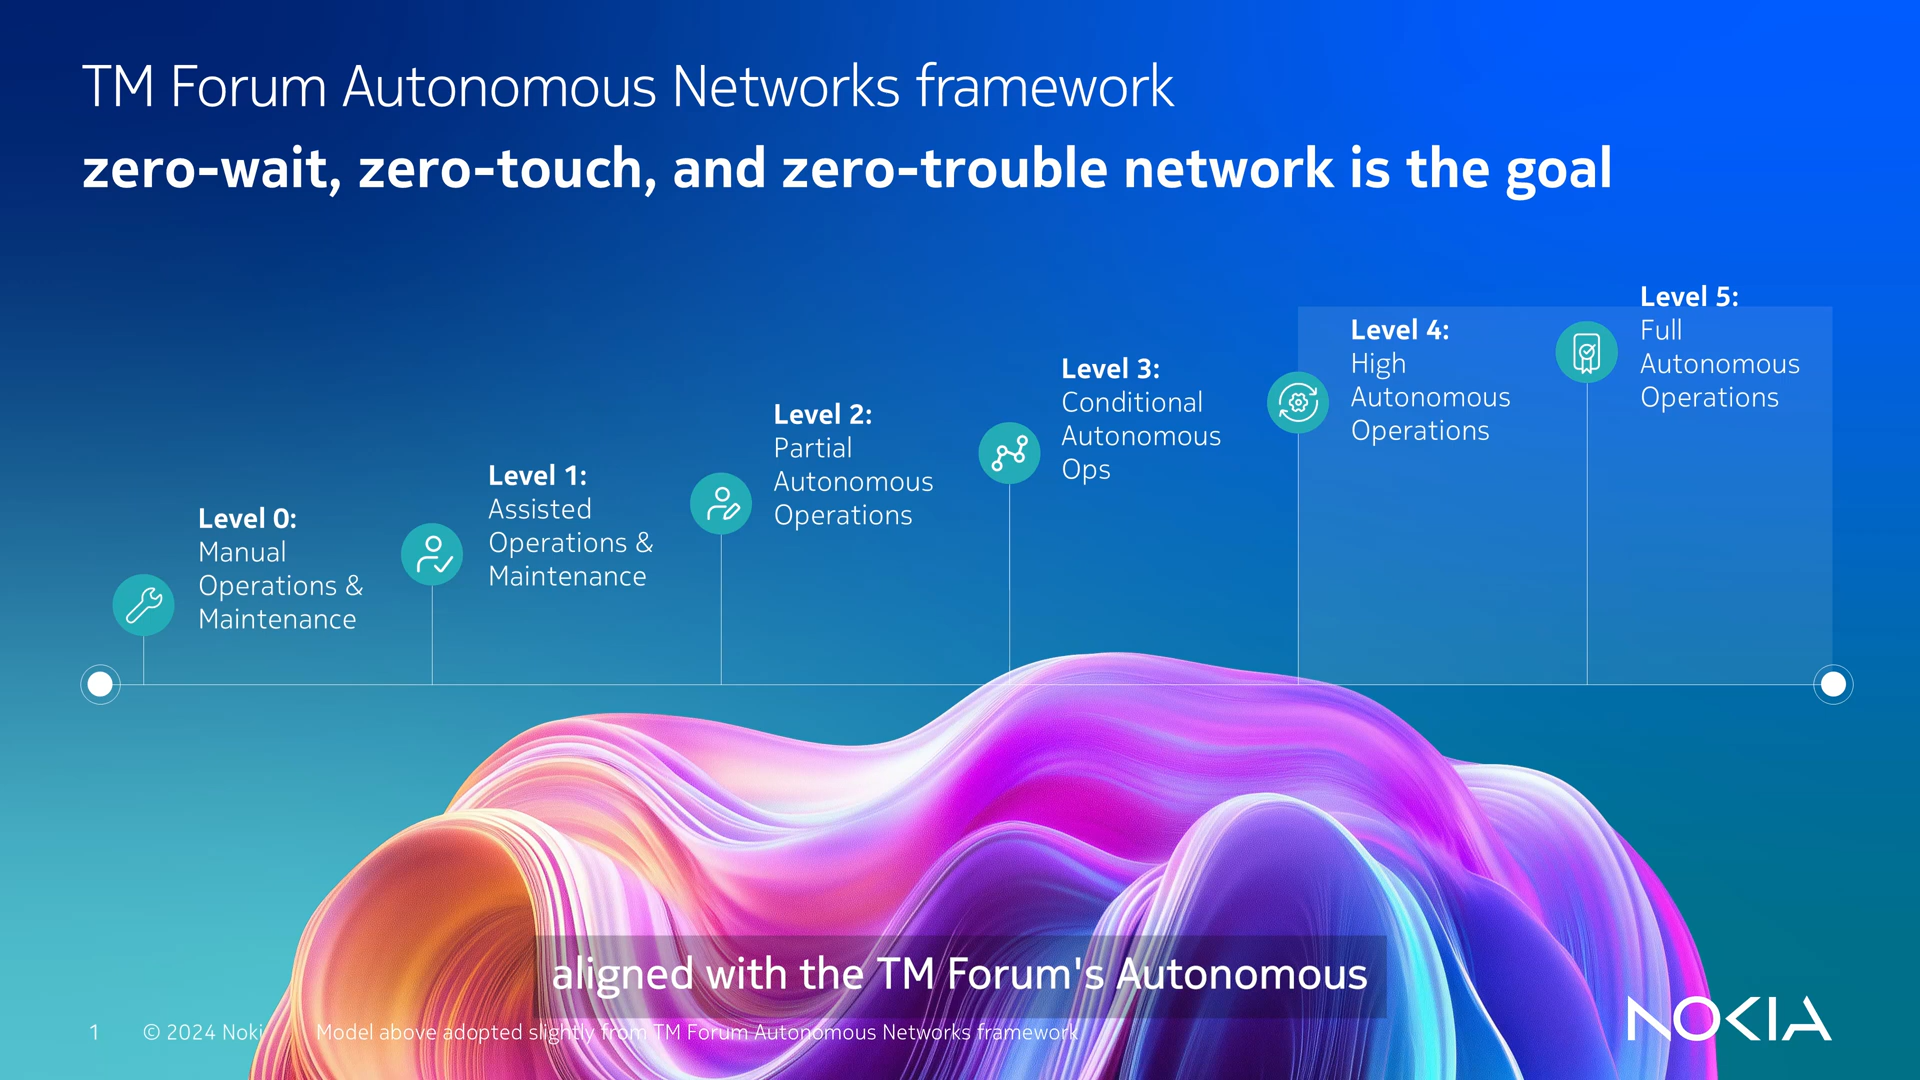 TM Forum Autonomous Networks framework
zero-wait, zero-touch, and zero-trouble network is the goal
Level 0:
Manual
Operations &
Maintenance
Level 1:
Assisted
Operations &
Maintenance
Level 2:
Partial
Autonomous
Operations
Level 3:
Conditional
Autonomous
Ops
Level 4:
High
Autonomous
Operations
Level 5:
Full
Autonomous
Operations
aligned with the TM Forum's Autonomous
1 © 2024 Noki Model above adopted slightly from TM Forum Autonomous Networks framework
NOKIA